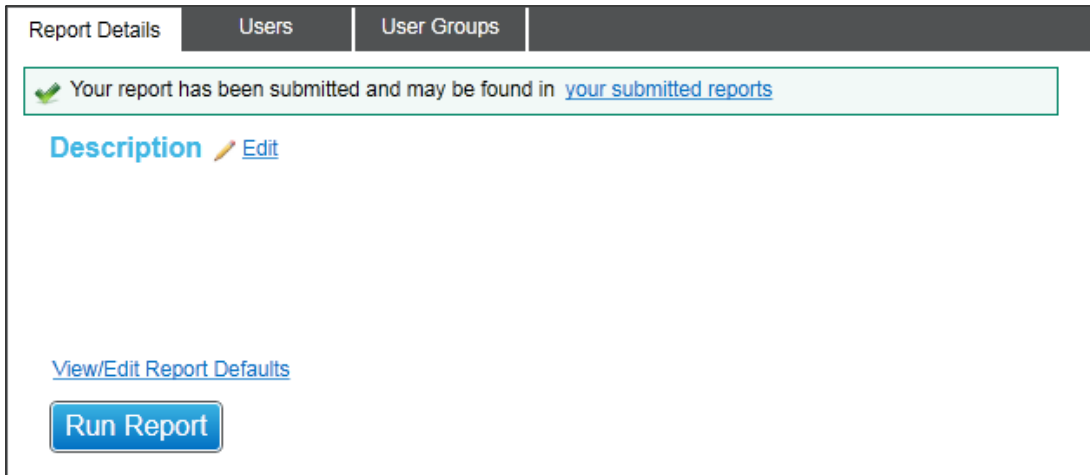 Report Details Users User Groups
Your report has been submitted and may be found in your submitted reports
Description Edit
View/Edit Report Defaults
Run Report